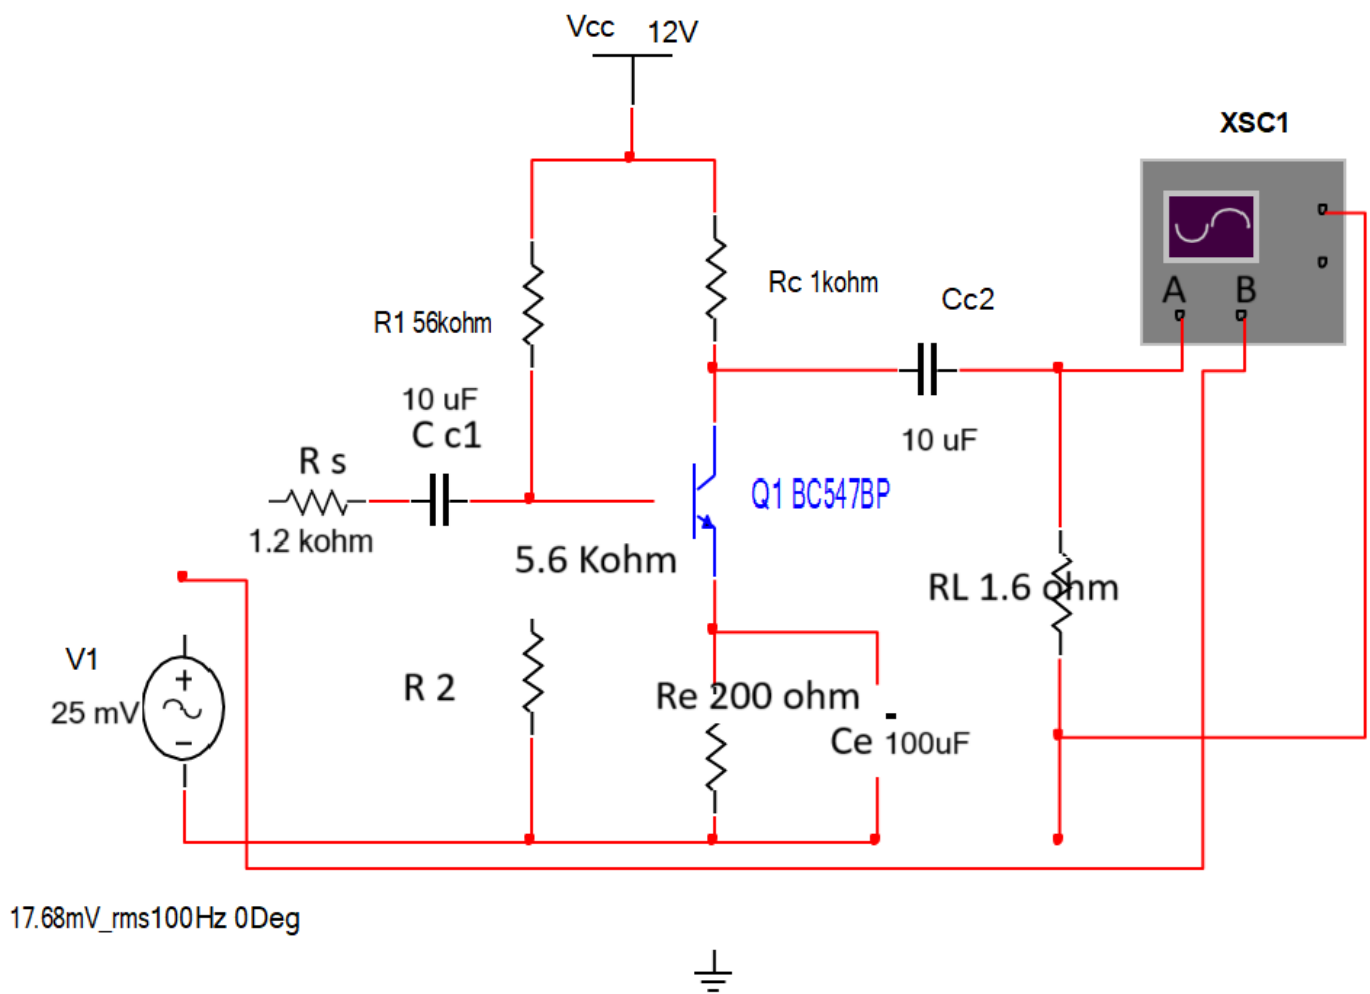 Vcc 12V
XSC1
Rc 1kohm
A B
Cc2
R1 56kohm
10 uF
C c1
10 uF
R s
Q1 BC547BP
1.2 kohm
5.6 Kohm
RL 1.6 ohm
V1
R 2
Re 200 ohm
25 mV
Ce 100uF
17.68mV_rms100Hz 0Deg